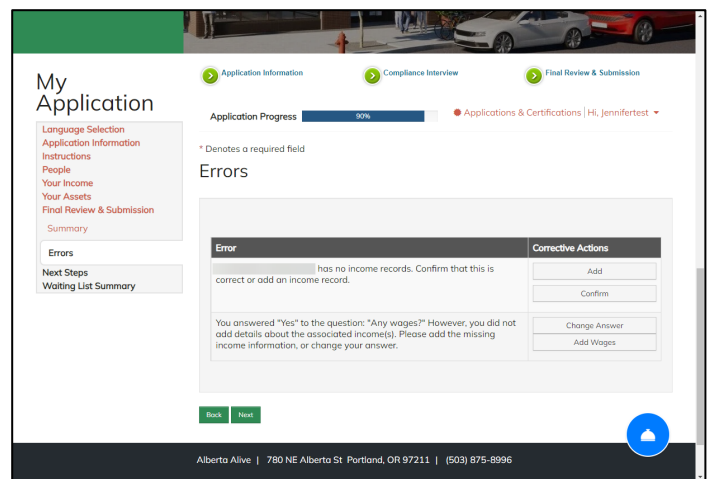 My
Application
Language Selection
Application Information
Instructions
People
Your Income
Your Assets
Final Review & Submission
Summary
Errors
Next Steps
Waiting List Summary
Application Information
Compliance Interview
Final Review & Submission
Application Progress 90%
Applications & Certifications | Hi, Jennifertest
* Denotes a required field
Errors
Error Corrective Actions
has no income records. Confirm that this is
correct or add an income record.
Add
Confirm
You answered "Yes" to the question: "Any wages?" However, you did not
add details about the associated income(s). Please add the missing
income information, or change your answer.
Change Answer
Add Wages
Back Next
Alberta Alive | 780 NE Alberta St Portland, OR 97211 | (503) 875-8996